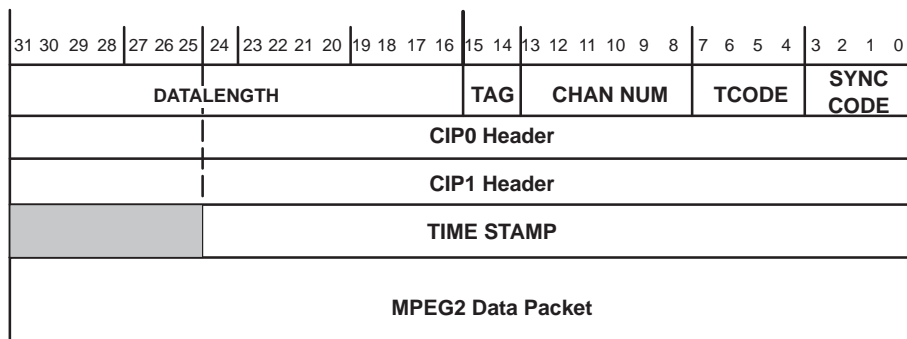 31 30 29 28 27 26 25 24 23 22 21 20 19 18 17 16 15 14 13 12 11 10 9 8 7 6 5 4 3 2 1 0
DATALENGTH TAG CHAN NUM TCODE SYNC CODE
CIP0 Header
CIP1 Header
TIME STAMP
MPEG2 Data Packet